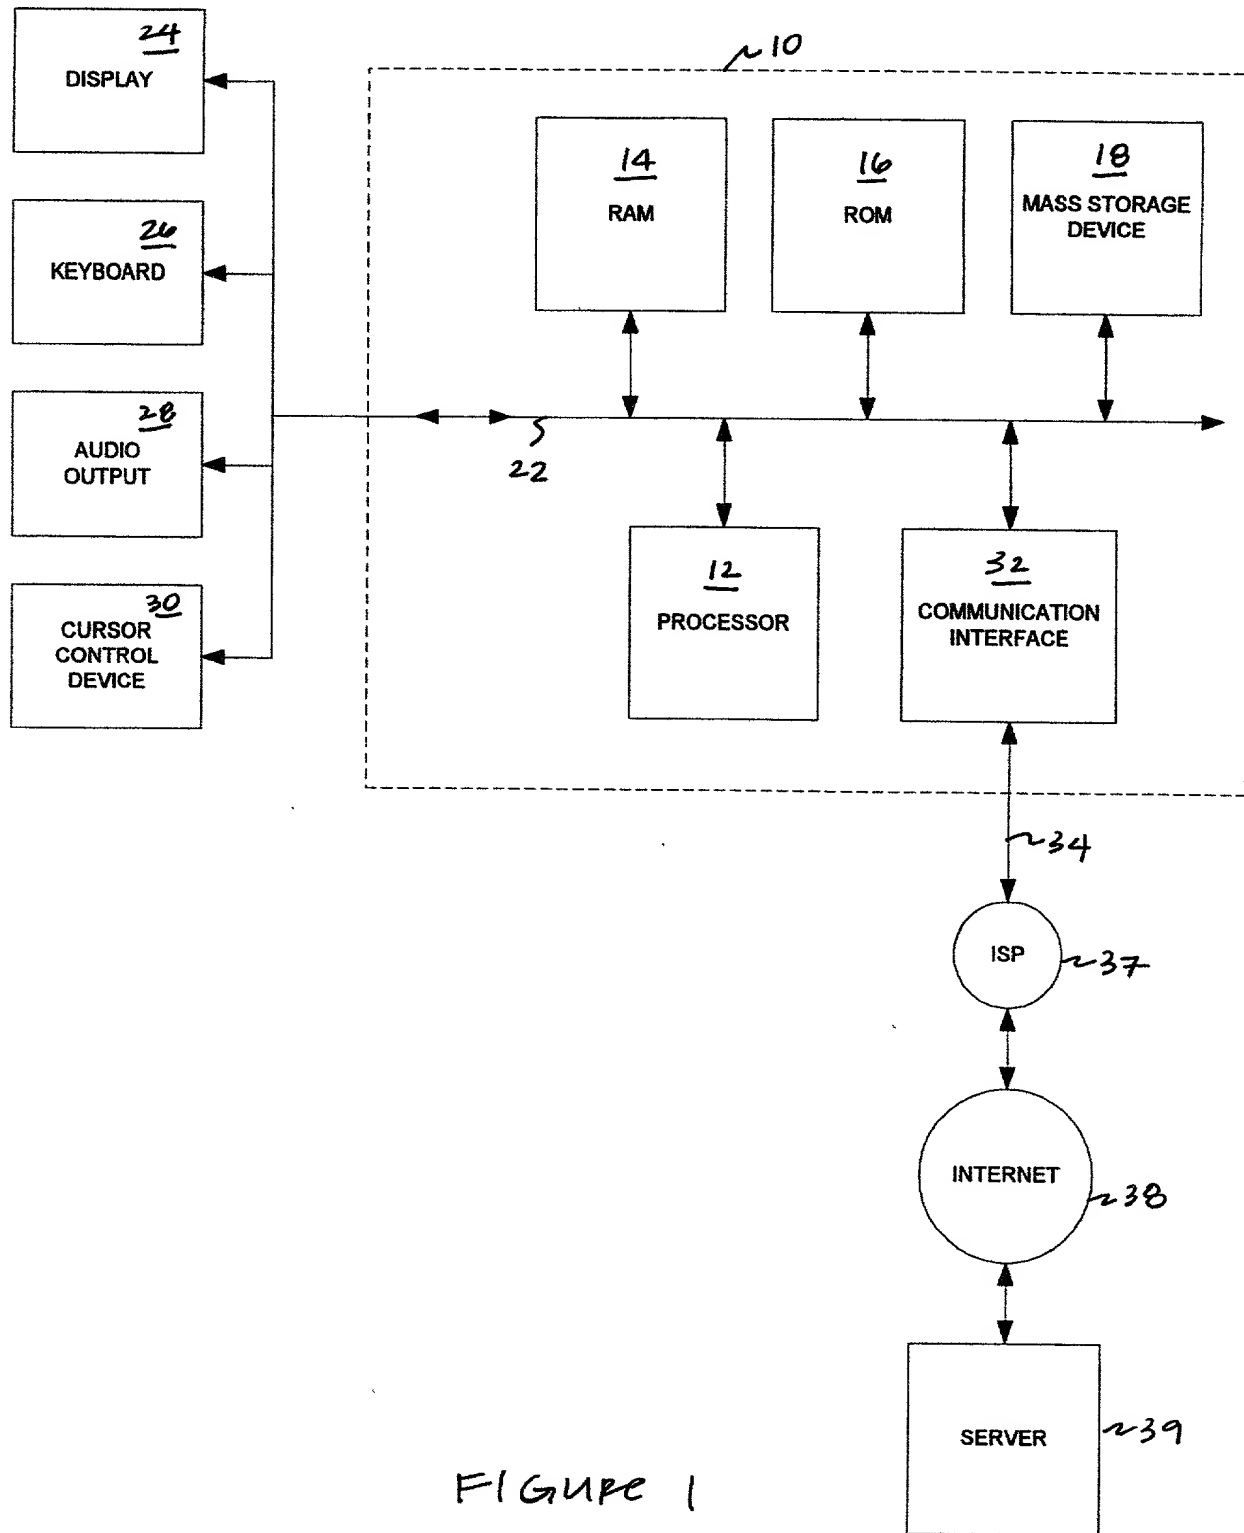 24
DISPLAY
26
KEYBOARD
28
AUDIO
OUTPUT
30
CURSOR
CONTROL
DEVICE
10
14
RAM
16
ROM
18
MASS STORAGE
DEVICE
22
12
PROCESSOR
32
COMMUNICATION
INTERFACE
34
ISP
37
INTERNET
38
SERVER
39
FIGURE 1